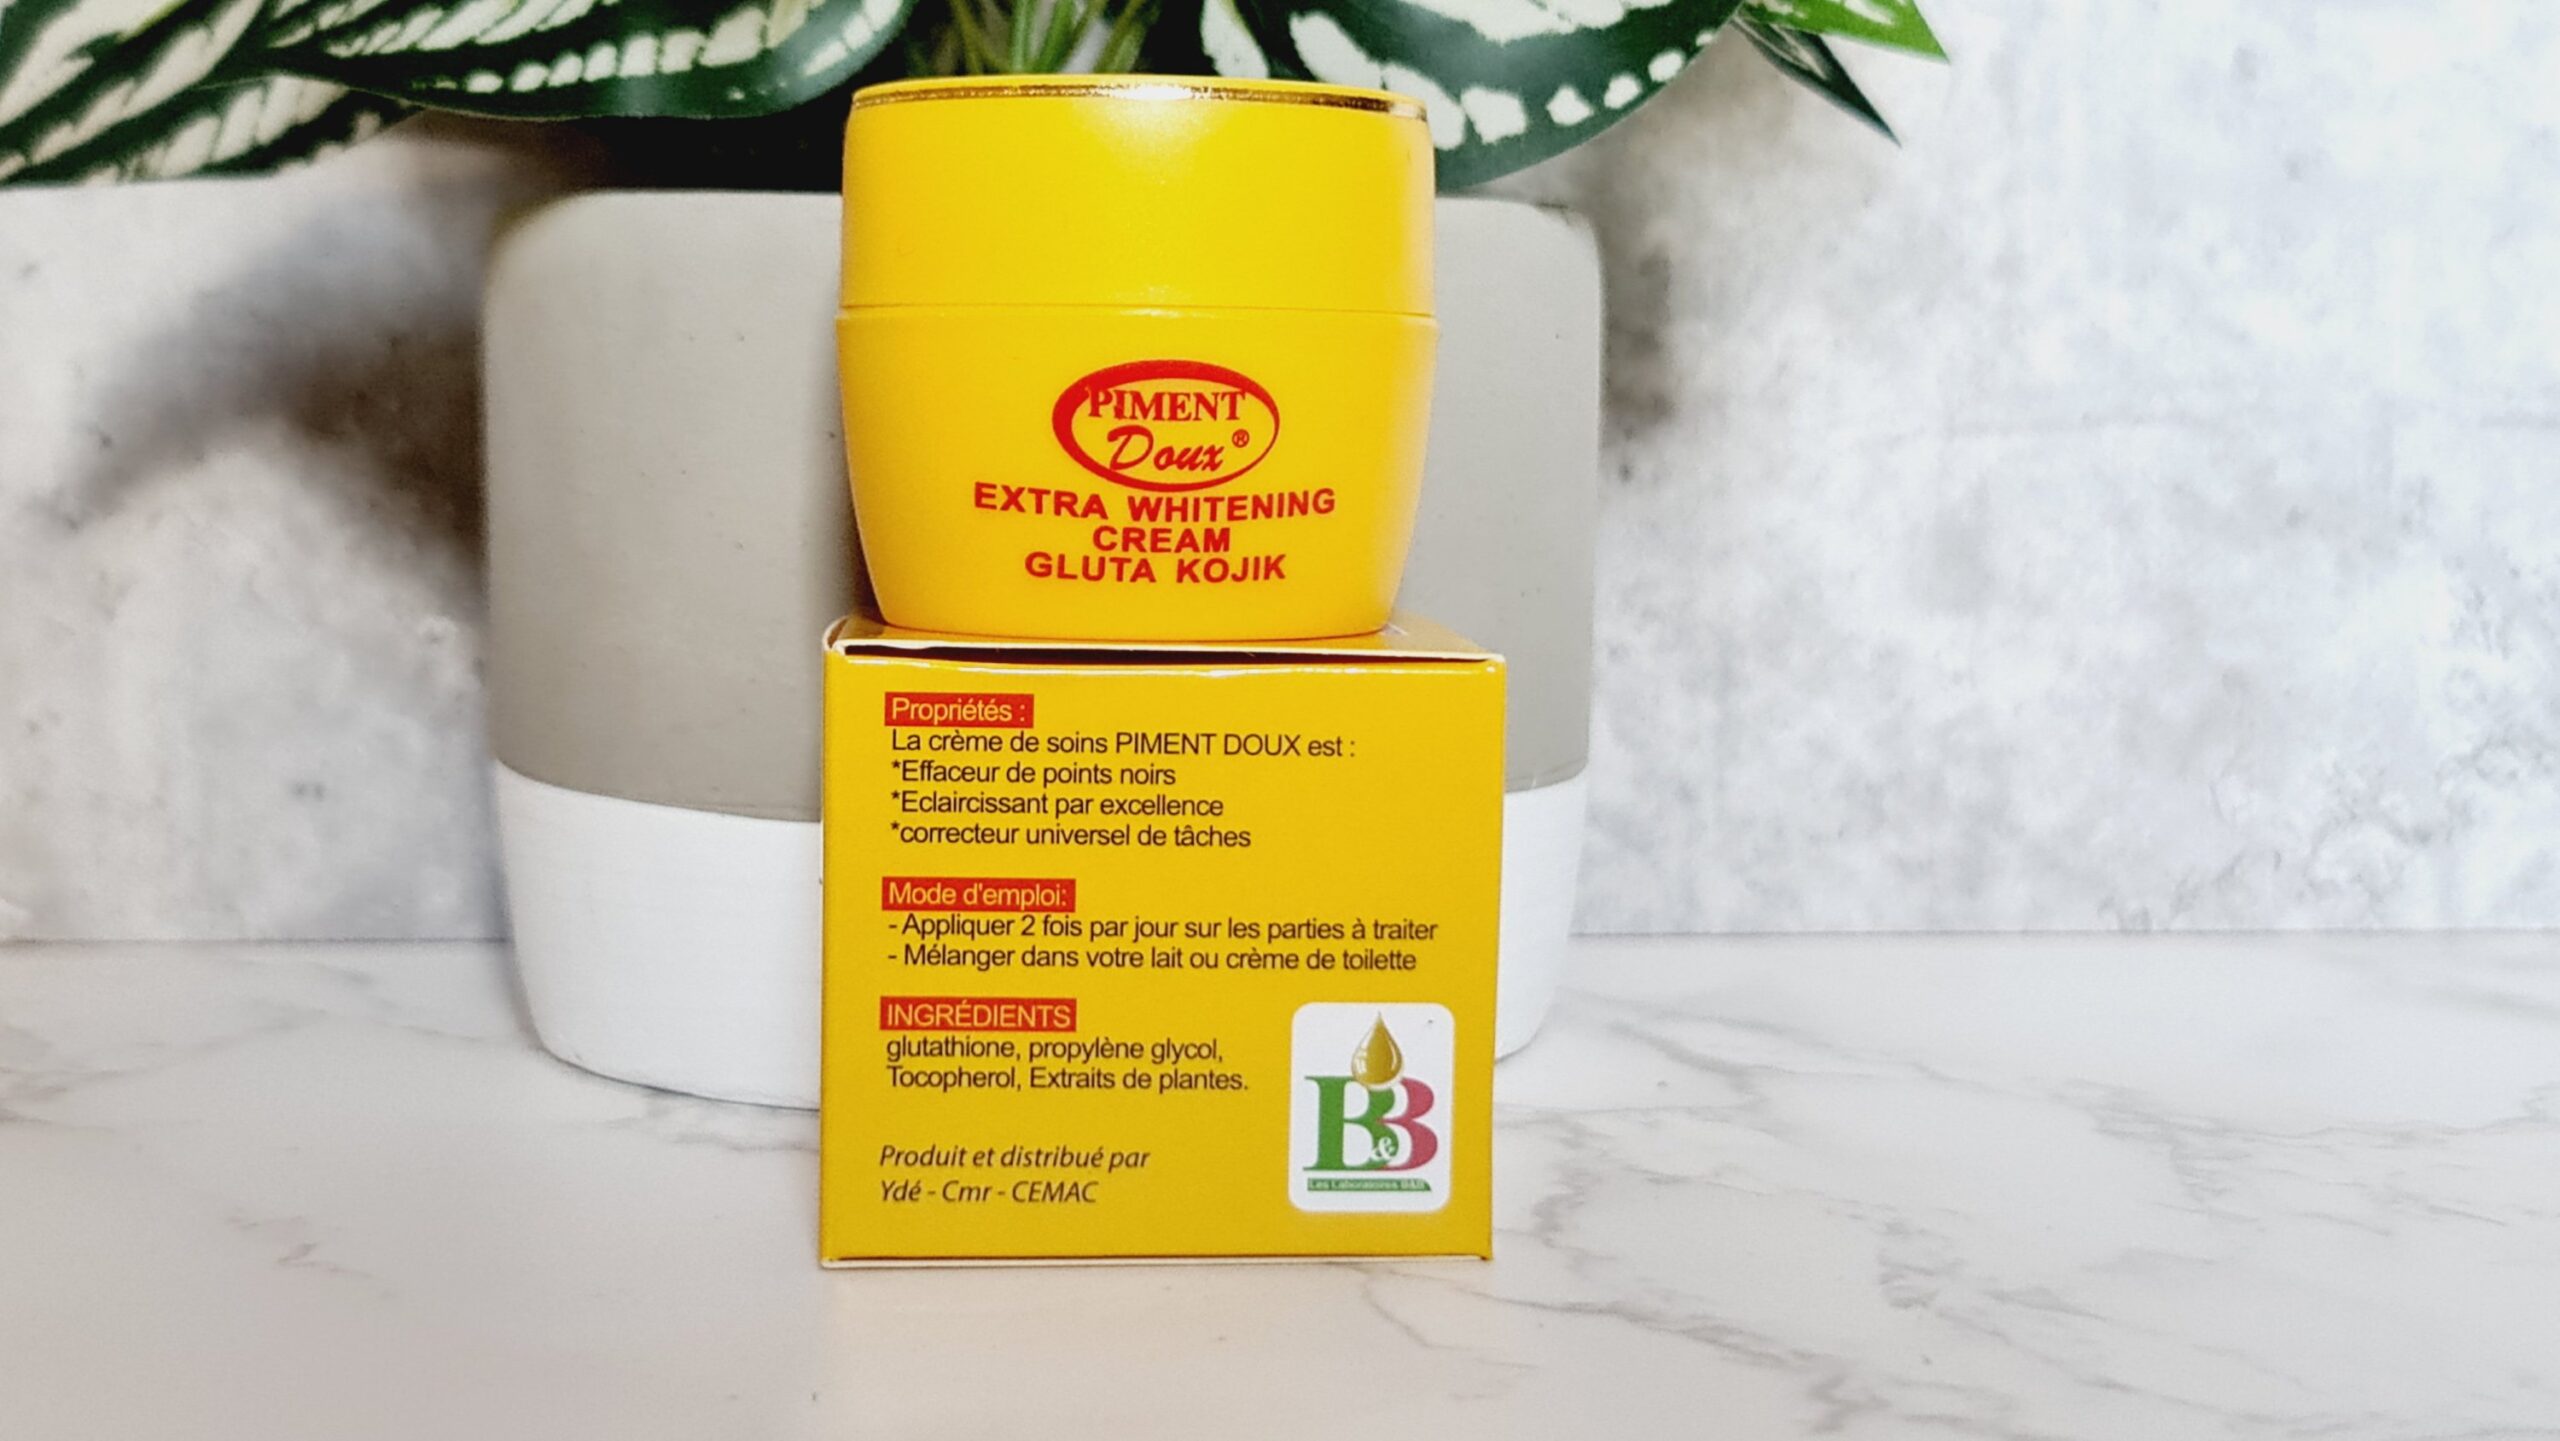 PIMENT
Doux®
EXTRA WHITENING
CREAM
GLUTA KOJIK
Propriétés :
La crème de soins PIMENT DOUX est :
*Effaceur de points noirs
*Eclaircissant par excellence
*correcteur universel de tâches
Mode d'emploi:
- Appliquer 2 fois par jour sur les parties à traiter
- Mélanger dans votre lait ou crème de toilette
INGRÉDIENTS
glutathione, propylène glycol,
Tocopherol, Extraits de plantes.
B&B
Les Laboratoires B&B
Produit et distribué par
Ydé - Cmr - CEMAC